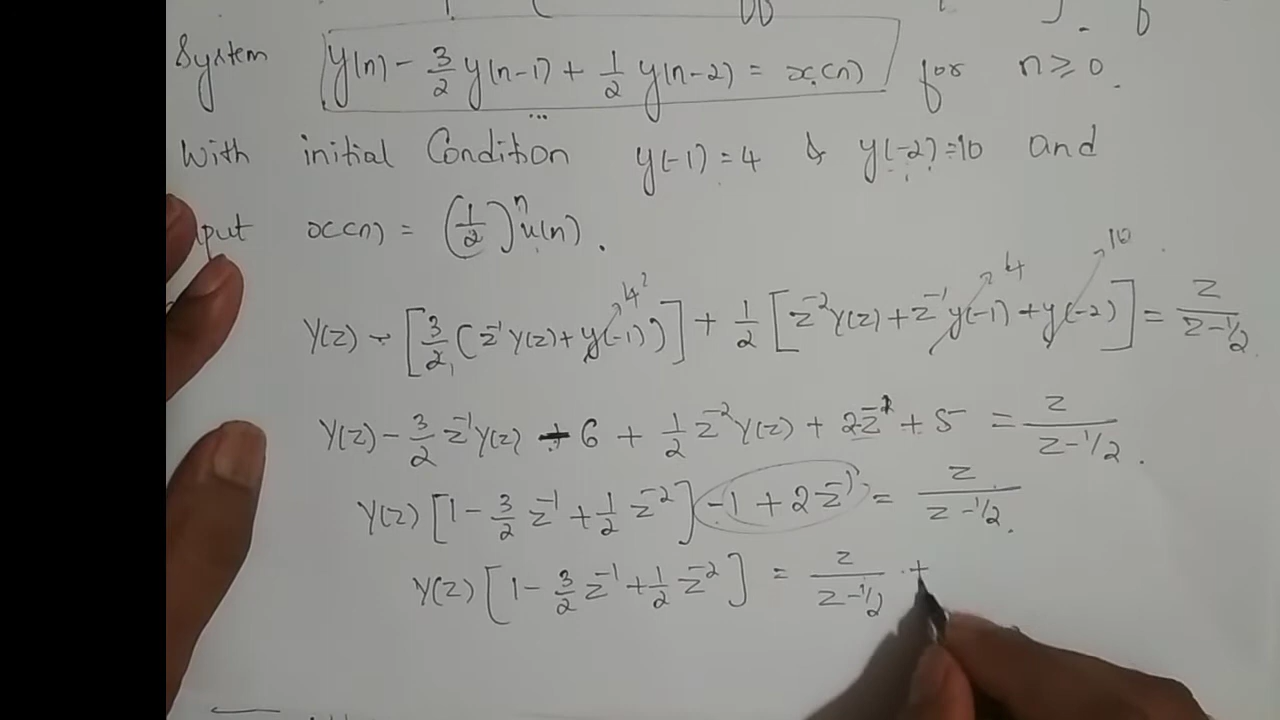 System y(n) - 3/2 y(n-1) + 1/2 y(n-2) = x(n) for n ≥ 0.
With initial Condition y(-1) = 4 & y(-2) = 10 and
put x(n) = (1/2)^n u(n).
Y(z) - [3/2 (z^-1 Y(z) + y(-1))] + 1/2 [z^-2 Y(z) + z^-1 y(-1) + y(-2)] = z/(z-1/2)
Y(z) - 3/2 z^-1 Y(z) - 6 + 1/2 z^-2 Y(z) + 2z^-1 + 5 = z/(z-1/2).
Y(z) [1 - 3/2 z^-1 + 1/2 z^-2] - 1 + 2z^-1 = z/(z-1/2).
Y(z) [1 - 3/2 z^-1 + 1/2 z^-2] = z/(z-1/2) +